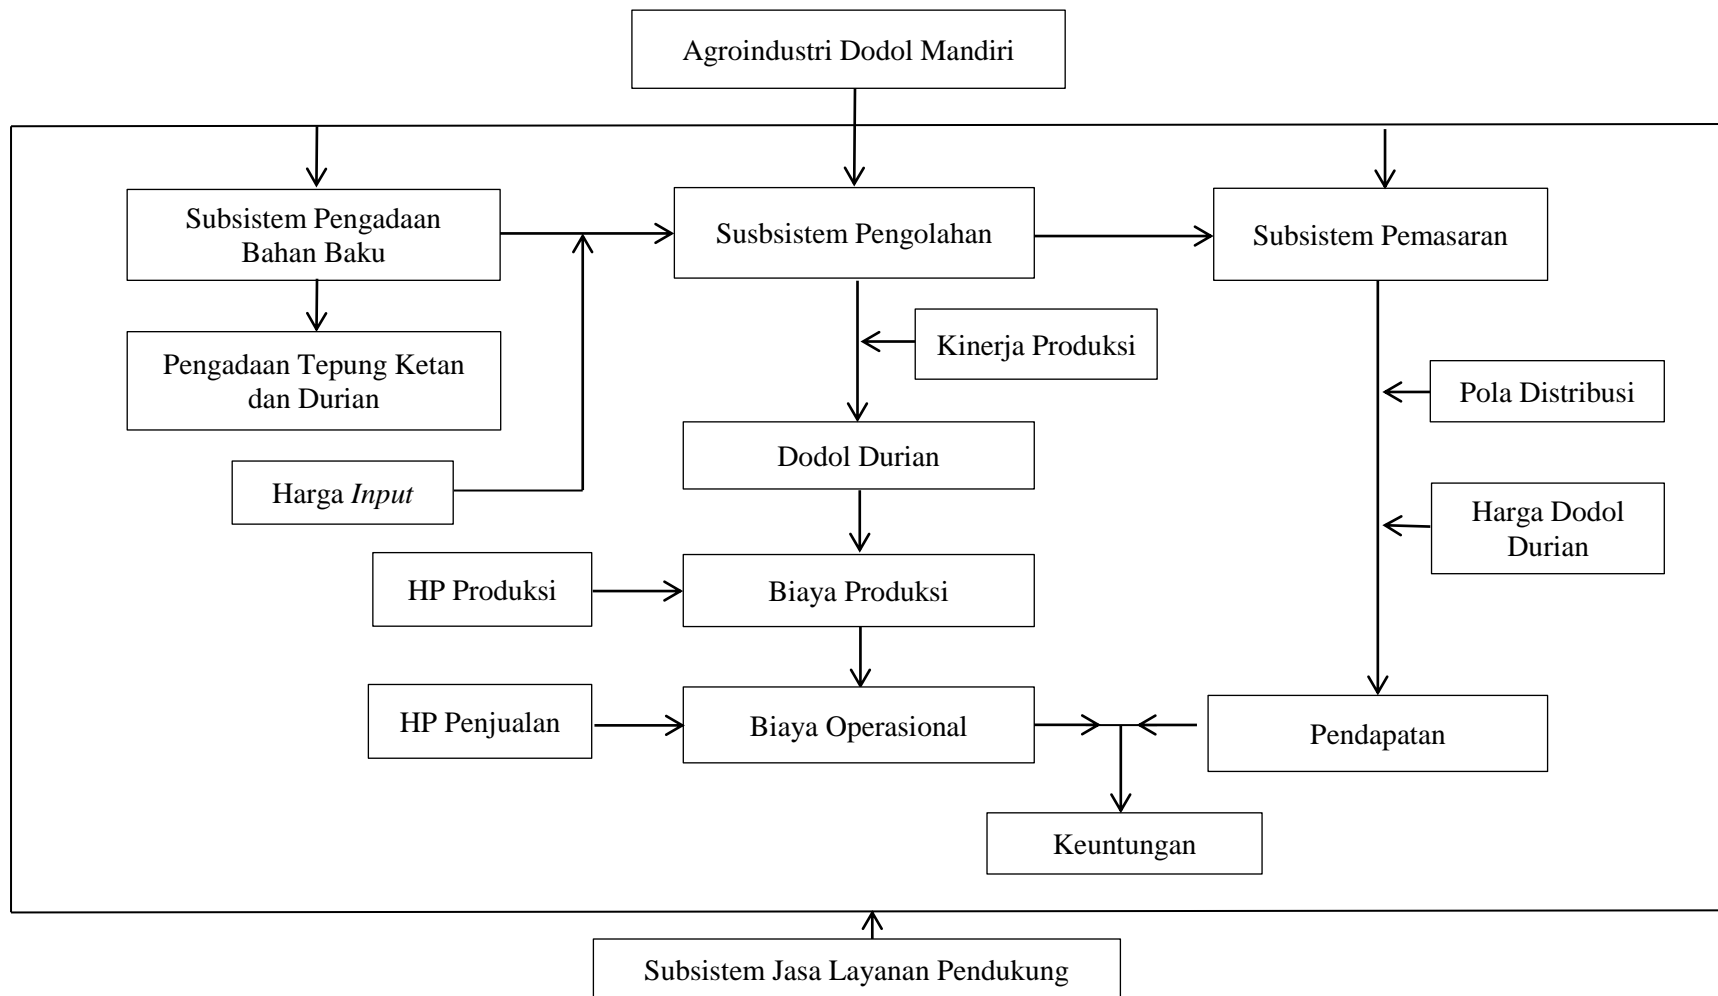 Agroindustri Dodol Mandiri
Subsistem Pengadaan
Bahan Baku
Susbsistem Pengolahan
Subsistem Pemasaran
Pengadaan Tepung Ketan
dan Durian
Kinerja Produksi
Pola Distribusi
Dodol Durian
Harga Input
Harga Dodol
Durian
HP Produksi
Biaya Produksi
HP Penjualan
Biaya Operasional
Pendapatan
Keuntungan
Subsistem Jasa Layanan Pendukung